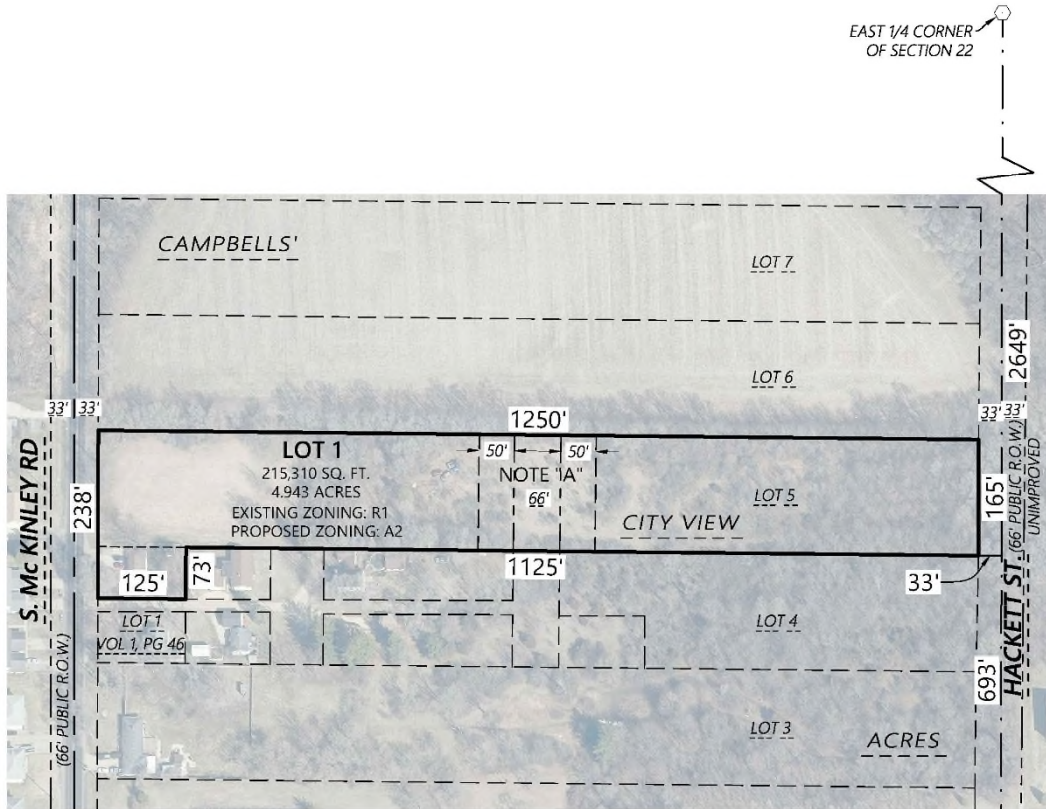 EAST 1/4 CORNER
OF SECTION 22
CAMPBELLS'
LOT 7
2649'
LOT 6
33' 33'
1250'
33' 33'
S. Mc KINLEY RD
(66' PUBLIC R.O.W.)
238'
LOT 1
215,310 SQ. FT.
4.943 ACRES
EXISTING ZONING: R1
PROPOSED ZONING: A2
50'
50'
NOTE "A"
66'
LOT 5
CITY VIEW
165'
(66' PUBLIC R.O.W.)
UNIMPROVED
HACKETT ST.
125'
73'
1125'
33'
LOT 1
VOL 1, PG 46
LOT 4
693'
LOT 3
ACRES